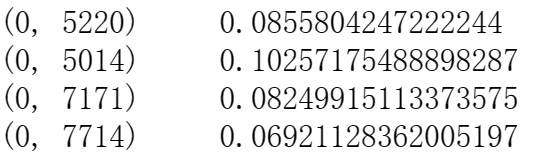 (0, 5220) 0.0855804247222244
(0, 5014) 0.10257175488898287
(0, 7171) 0.08249915113373575
(0, 7714) 0.06921128362005197